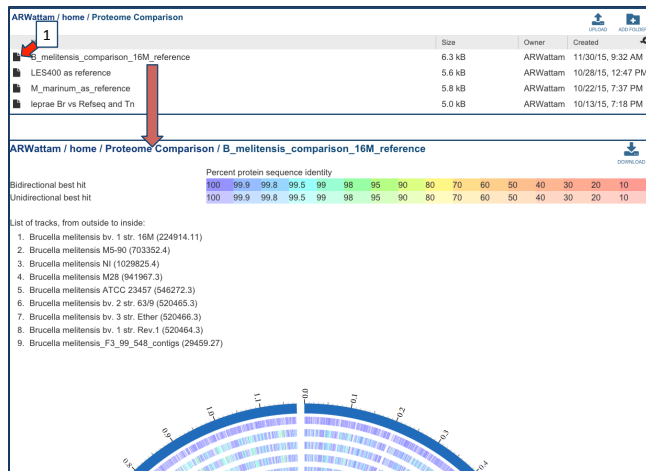 ARWattam / home / Proteome Comparison
UPLOAD ADD FOLDER
1
Size Owner Created
B_melitensis_comparison_16M_reference 6.3 kB ARWattam 11/30/15, 9:32 AM
LES400 as reference 5.6 kB ARWattam 10/28/15, 12:47 PM
M_marinum_as_reference 5.8 kB ARWattam 10/22/15, 7:37 PM
leprae Br vs Refseq and Tn 5.0 kB ARWattam 10/13/15, 7:18 PM
ARWattam / home / Proteome Comparison / B_melitensis_comparison_16M_reference
DOWNLOAD
Percent protein sequence identity
Bidirectional best hit 100 99.9 99.8 99.5 99 98 95 90 80 70 60 50 40 30 20 10
Unidirectional best hit 100 99.9 99.8 99.5 99 98 95 90 80 70 60 50 40 30 20 10
List of tracks, from outside to inside:
1. Brucella melitensis bv. 1 str. 16M (224914.11)
2. Brucella melitensis M5-90 (703352.4)
3. Brucella melitensis NI (1029825.4)
4. Brucella melitensis M28 (941967.3)
5. Brucella melitensis ATCC 23457 (546272.3)
6. Brucella melitensis bv. 2 str. 63/9 (520465.3)
7. Brucella melitensis bv. 3 str. Ether (520466.3)
8. Brucella melitensis bv. 1 str. Rev.1 (520464.3)
9. Brucella melitensis_F3_99_548_contigs (29459.27)
0.8 0.9 1.0 1.1 0.0 0.1 0.2 0.3 0.4